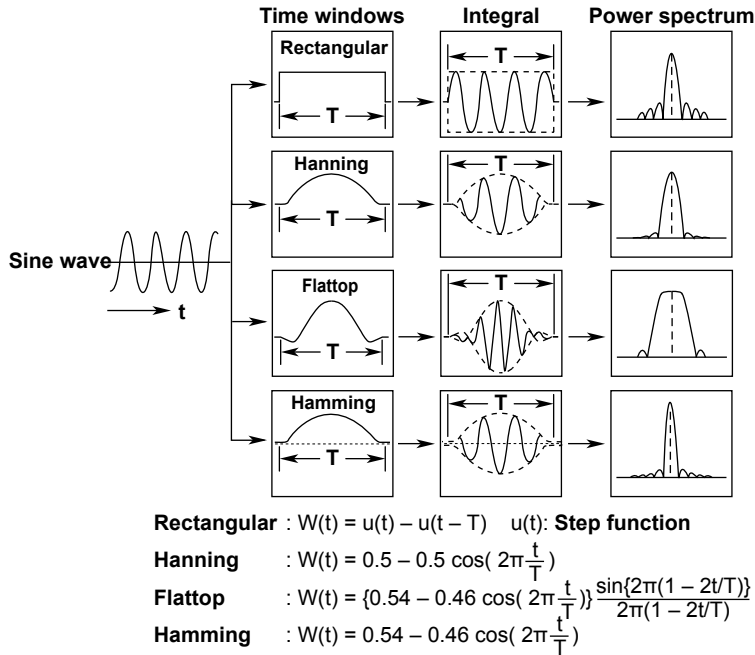 Time windows Integral Power spectrum
Rectangular
T
T
Hanning
T
T
Sine wave
t
Flattop
T
T
Hamming
T
T
Rectangular : W(t) = u(t) – u(t – T) u(t): Step function
Hanning : W(t) = 0.5 – 0.5 cos( 2π t/T )
Flattop : W(t) = {0.54 – 0.46 cos( 2π t/T )} sin{2π(1 – 2t/T)} / 2π(1 – 2t/T)
Hamming : W(t) = 0.54 – 0.46 cos( 2π t/T )